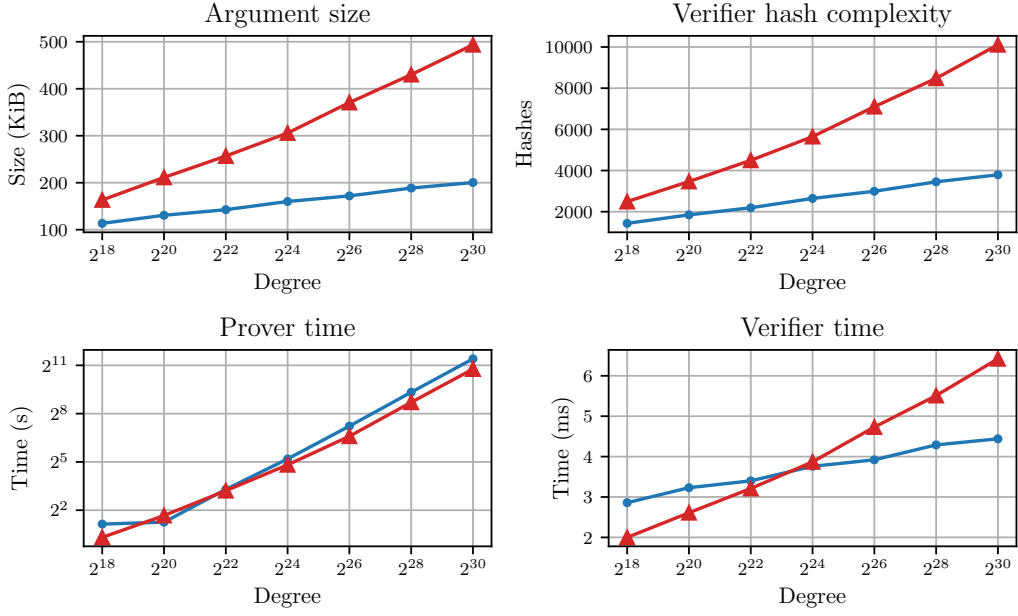 Argument size
Size (KiB)
500
400
300
200
100
2^18 2^20 2^22 2^24 2^26 2^28 2^30
Degree
Verifier hash complexity
Hashes
10000
8000
6000
4000
2000
2^18 2^20 2^22 2^24 2^26 2^28 2^30
Degree
Prover time
Time (s)
2^11
2^8
2^5
2^2
2^18 2^20 2^22 2^24 2^26 2^28 2^30
Degree
Verifier time
Time (ms)
6
5
4
3
2
2^18 2^20 2^22 2^24 2^26 2^28 2^30
Degree